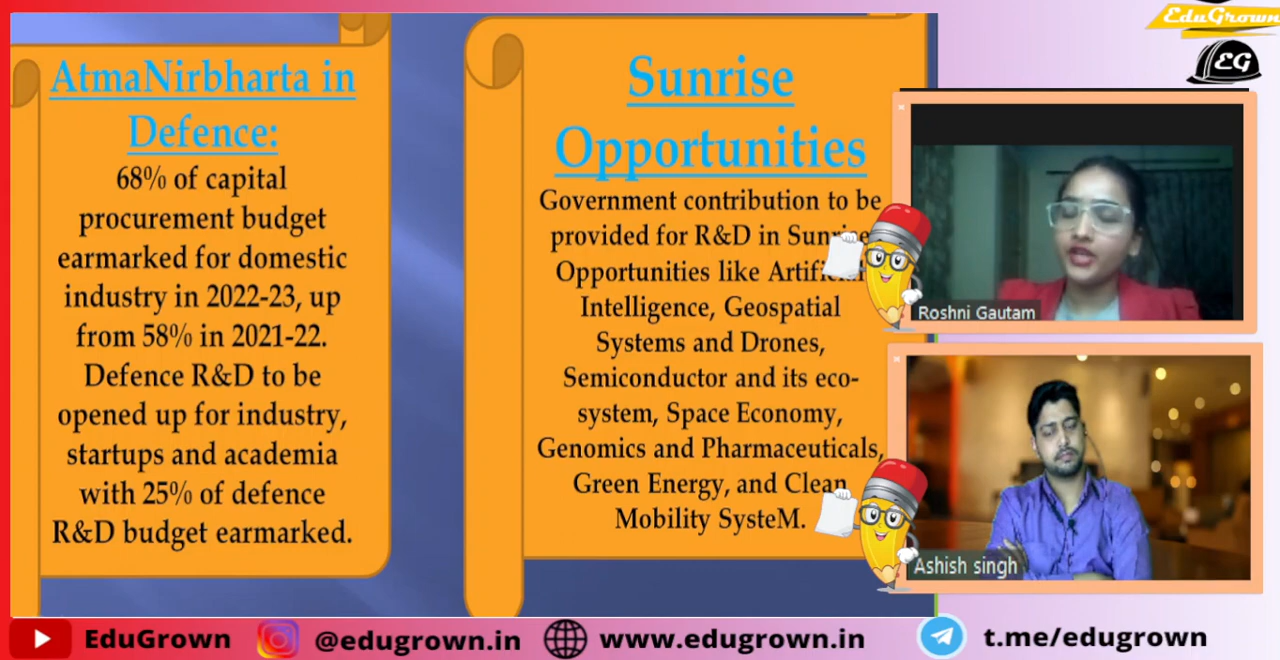 AtmaNirbharta in
Defence:
68% of capital
procurement budget
earmarked for domestic
industry in 2022-23, up
from 58% in 2021-22.
Defence R&D to be
opened up for industry,
startups and academia
with 25% of defence
R&D budget earmarked.
Sunrise
Opportunities
Government contribution to be
provided for R&D in Sunrise
Opportunities like Artificial
Intelligence, Geospatial
Systems and Drones,
Semiconductor and its eco-
system, Space Economy,
Genomics and Pharmaceuticals,
Green Energy, and Clean
Mobility SysteM.
EduGrown
EG
Roshni Gautam
Ashish singh
EduGrown
@edugrown.in
www.edugrown.in
t.me/edugrown